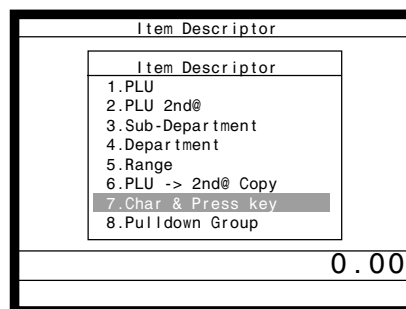 Item Descriptor
Item Descriptor
1.PLU
2.PLU 2nd@
3.Sub-Department
4.Department
5.Range
6.PLU -> 2nd@ Copy
7.Char & Press key
8.Pulldown Group
0.00